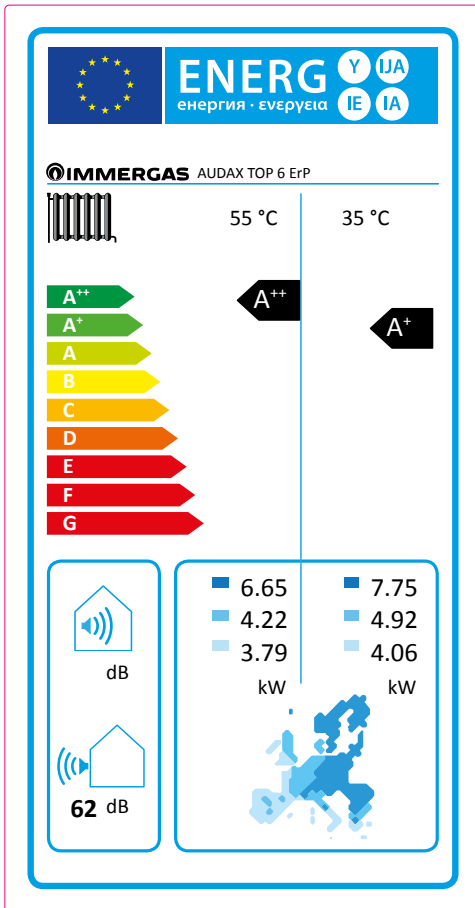 ENERG Y IJA
енергия · ενεργεια IE IA
IMMERGAS AUDAX TOP 6 ErP
55 °C 35 °C
A++ A++
A+ A+
A
B
C
D
E
F
G
6.65 7.75
4.22 4.92
3.79 4.06
kW kW
dB
62 dB